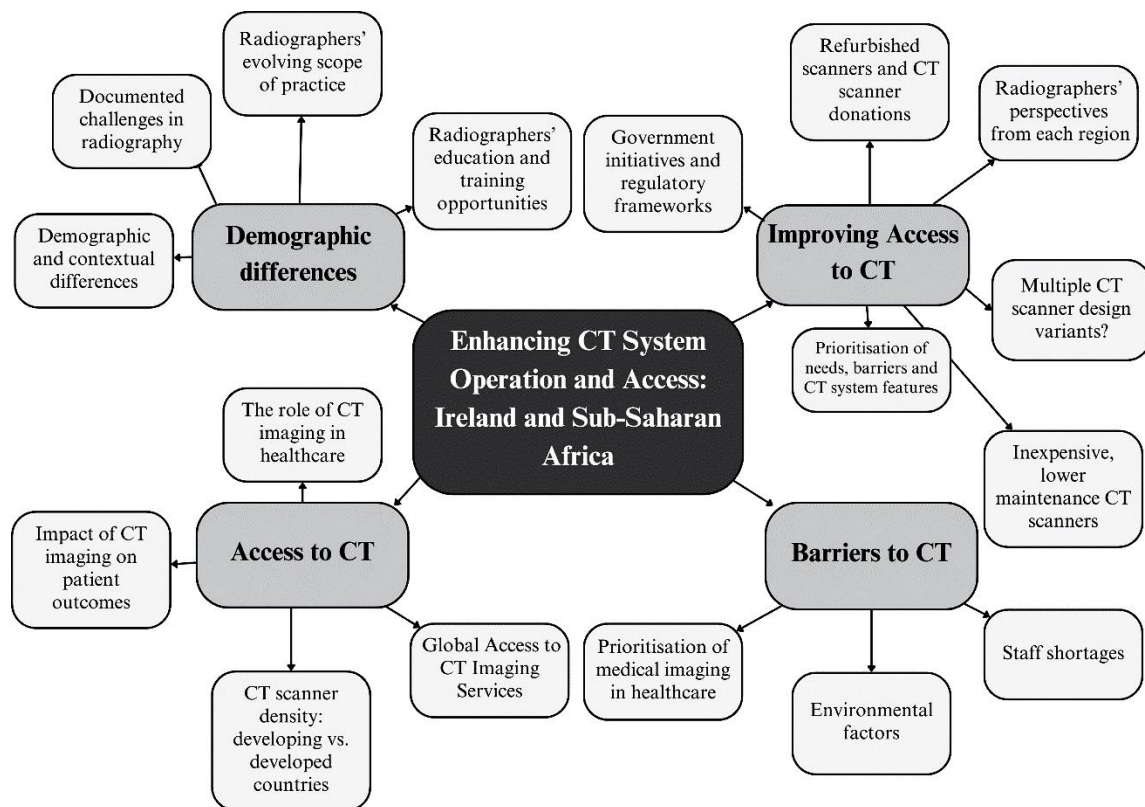 Radiographers’
evolving scope
of practice
Documented
challenges in
radiography
Radiographers’
education and
training
opportunities
Demographic
and contextual
differences
Demographic
differences
Refurbished
scanners and CT
scanner
donations
Radiographers’
perspectives
from each region
Government
initiatives and
regulatory
frameworks
Improving Access
to CT
Multiple CT
scanner design
variants?
Prioritisation of
needs, barriers and
CT system features
Inexpensive,
lower
maintenance CT
scanners
Enhancing CT System
Operation and Access:
Ireland and Sub-Saharan
Africa
The role of CT
imaging in
healthcare
Impact of CT
imaging on
patient
outcomes
Access to CT
CT scanner
density:
developing vs.
developed
countries
Global Access to
CT Imaging
Services
Barriers to CT
Prioritisation of
medical imaging
in healthcare
Environmental
factors
Staff shortages